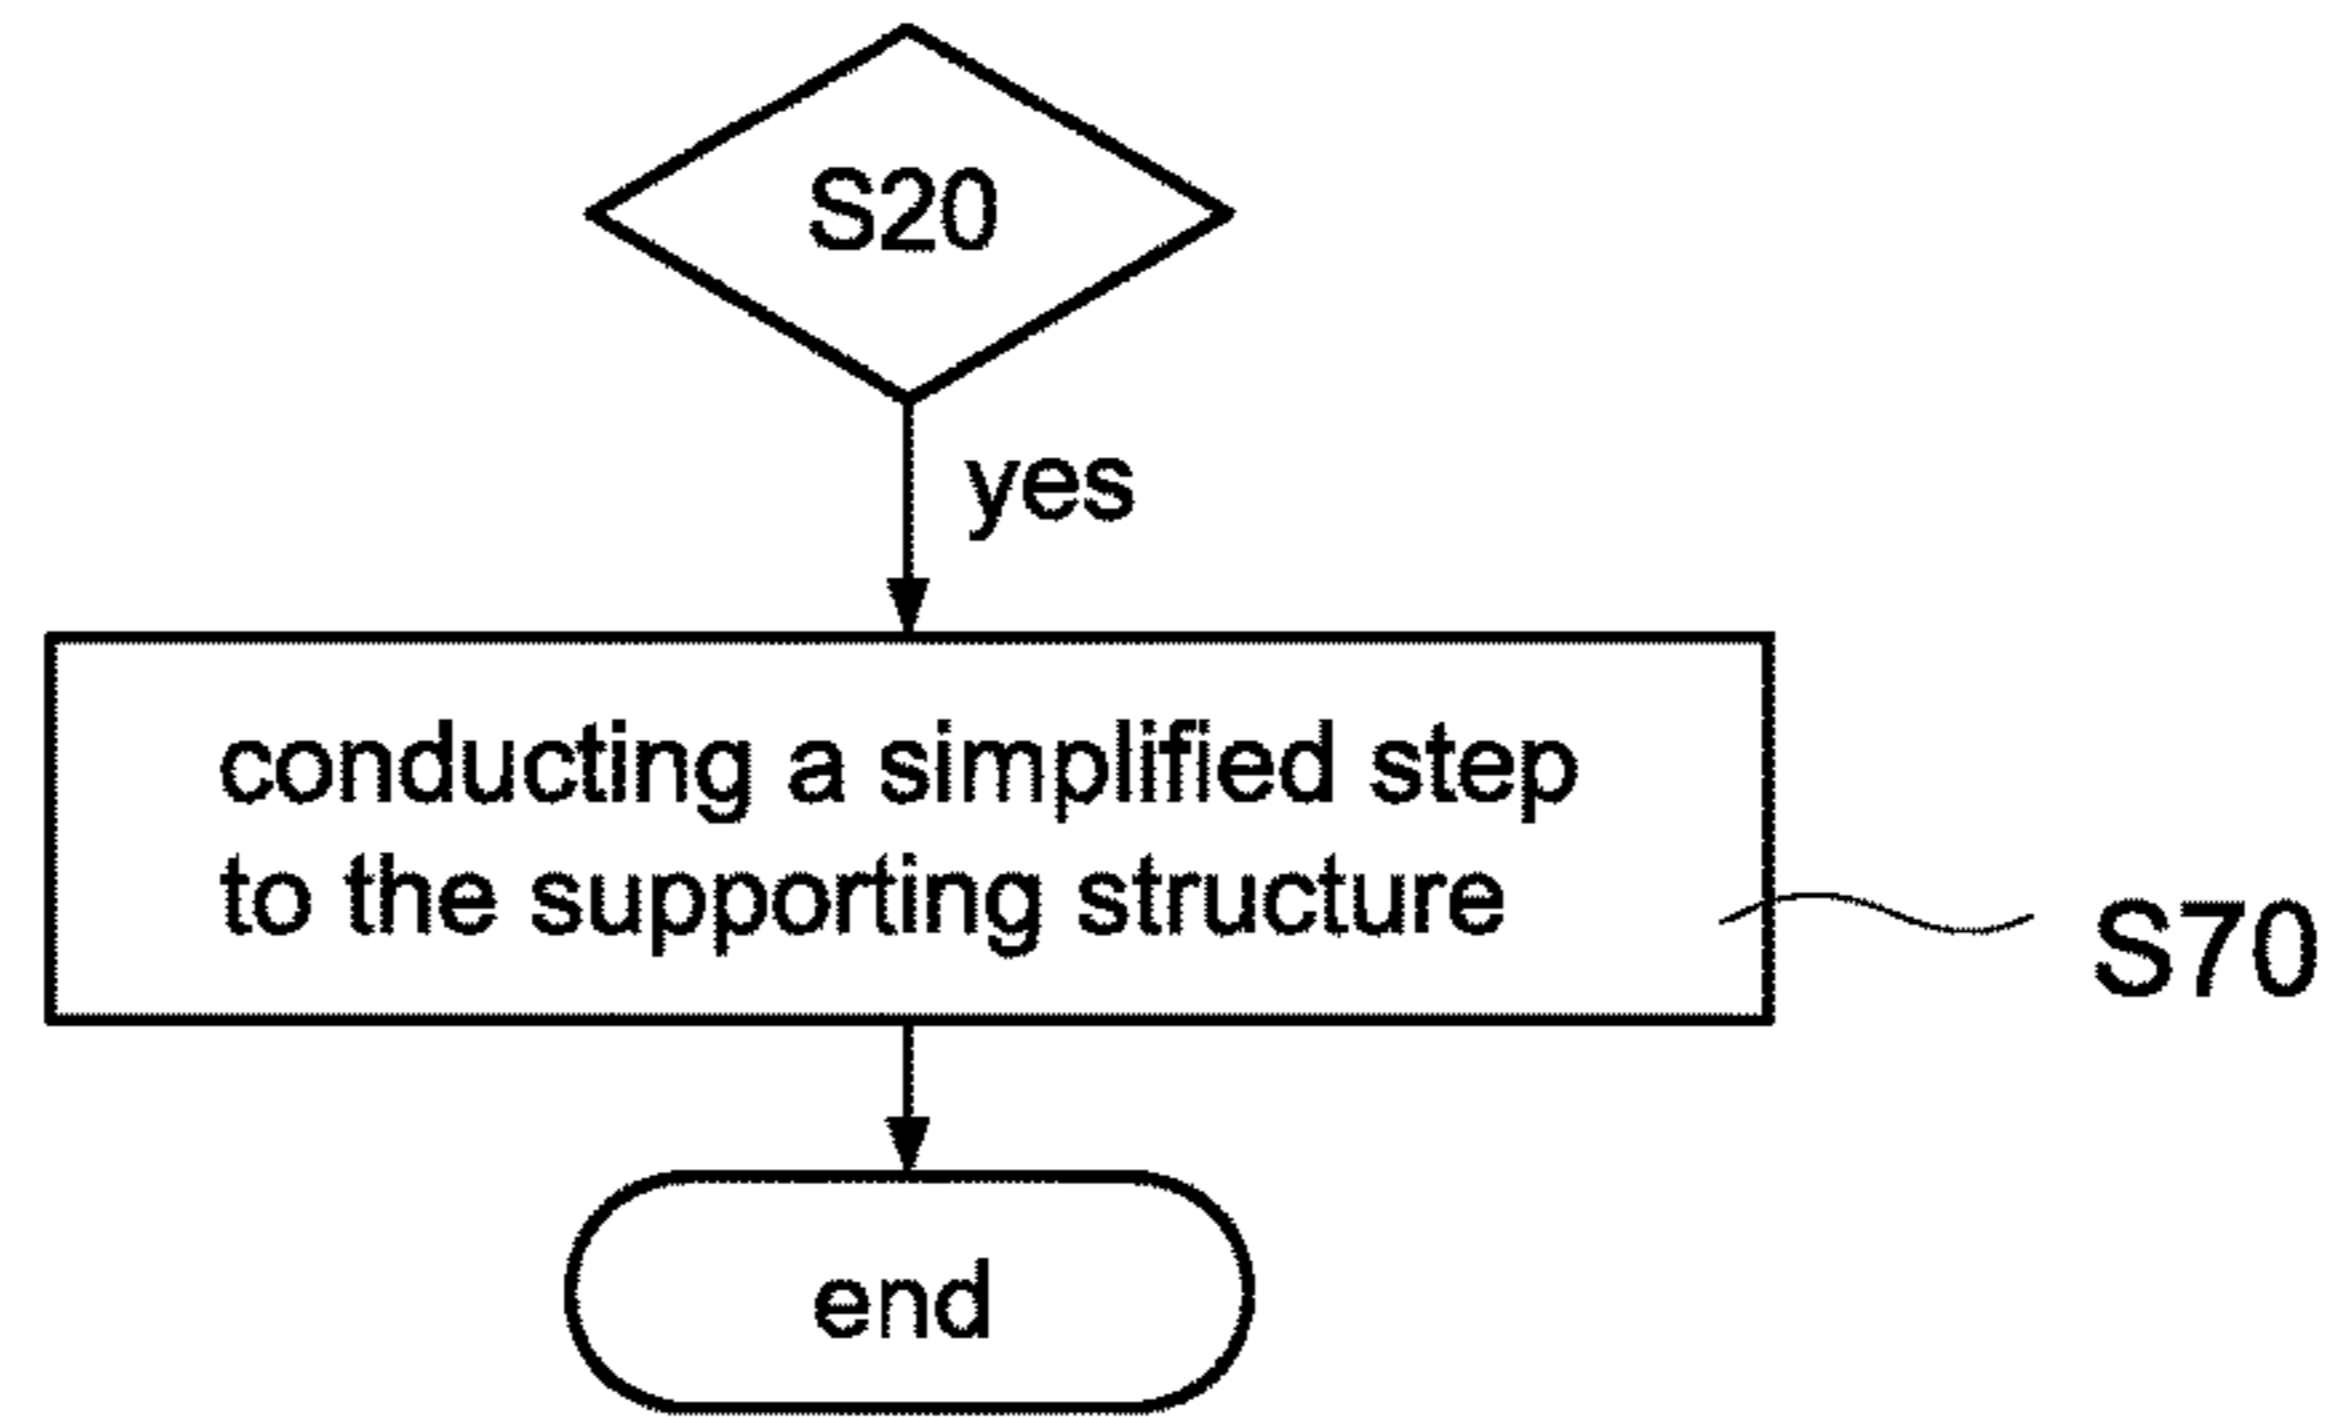 S20
yes
conducting a simplified step
to the supporting structure
S70
end